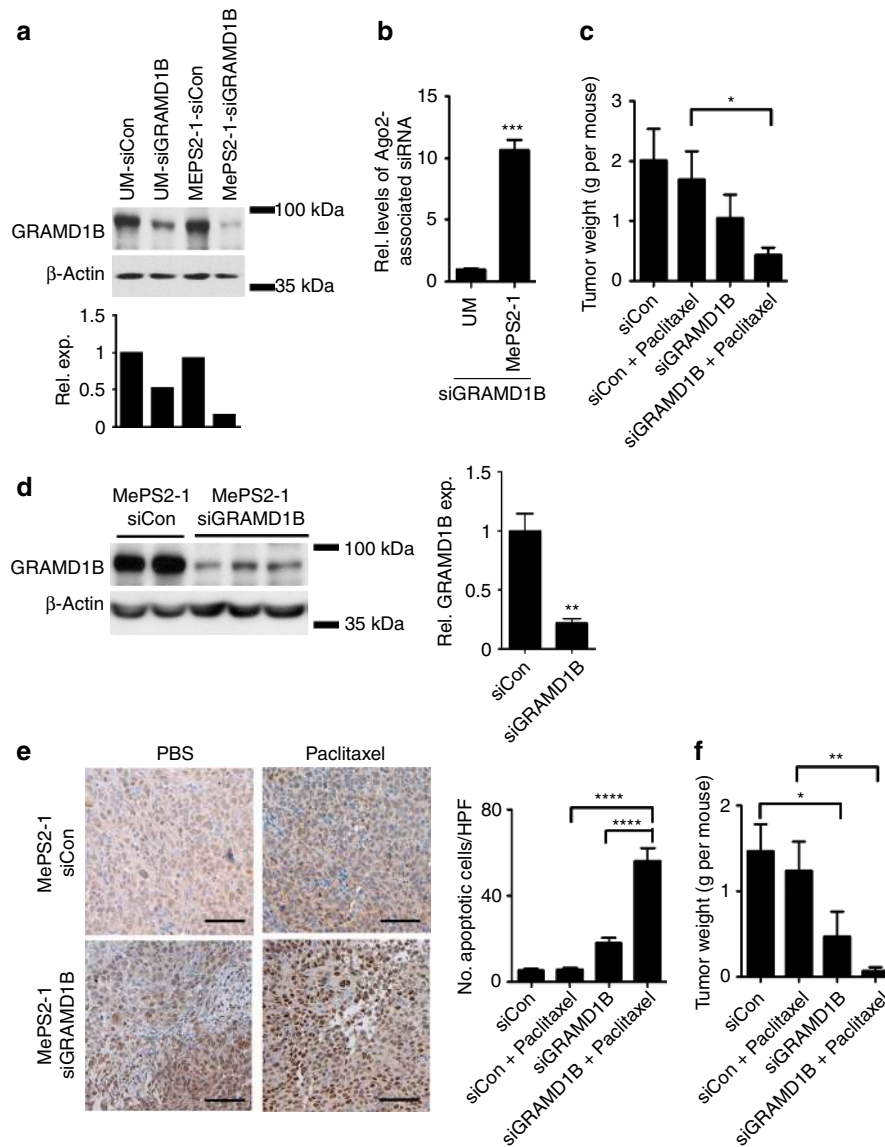 a
UM-siCon
UM-siGRAMD1B
MEPS2-1-siCon
MePS2-1-siGRAMD1B
100 kDa
GRAMD1B
β-Actin
35 kDa
Rel. exp.
1.5
1
0.5
0
b
Rel. levels of Ago2-
associated siRNA
15
10
5
0
***
UM
MePS2-1
siGRAMD1B
c
Tumor weight (g per mouse)
3
2
1
0
*
siCon
siCon + Paclitaxel
siGRAMD1B
siGRAMD1B + Paclitaxel
d
MePS2-1
siCon
MePS2-1
siGRAMD1B
100 kDa
GRAMD1B
β-Actin
35 kDa
Rel. GRAMD1B exp.
1.5
1
0.5
0
**
siCon
siGRAMD1B
e
PBS
Paclitaxel
MePS2-1
siCon
MePS2-1
siGRAMD1B
No. apoptotic cells/HPF
80
40
0
****
****
siCon
siCon + Paclitaxel
siGRAMD1B
siGRAMD1B + Paclitaxel
f
Tumor weight (g per mouse)
2
1
0
**
*
siCon
siCon + Paclitaxel
siGRAMD1B
siGRAMD1B + Paclitaxel